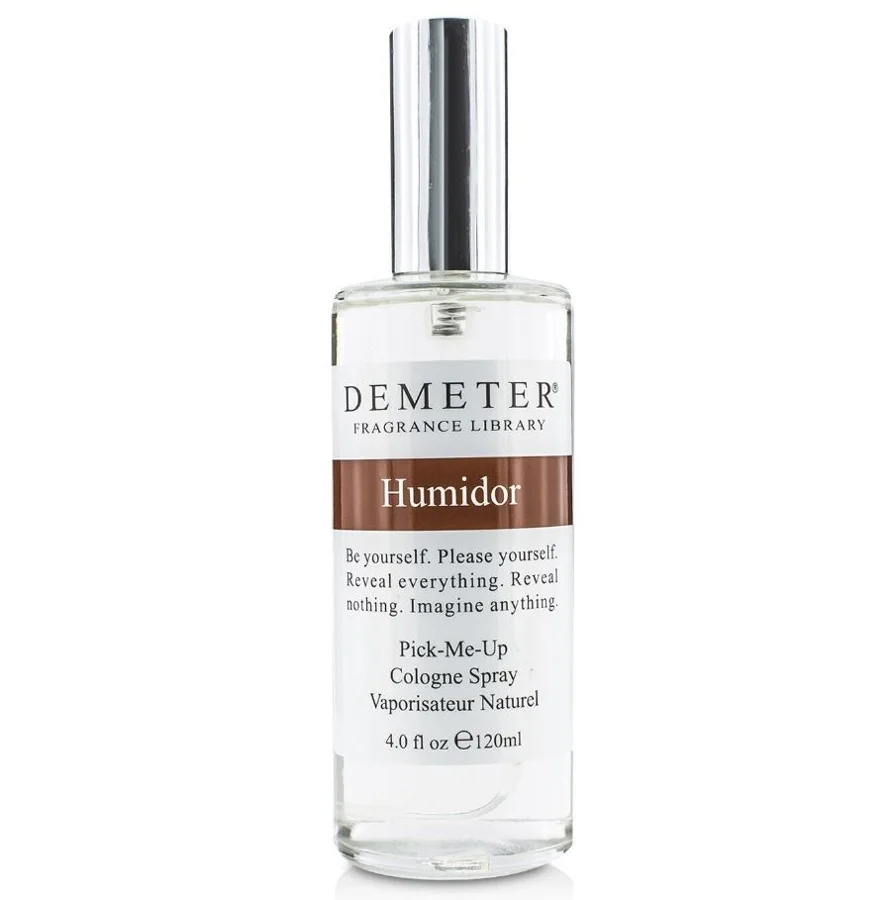 DEMETER®
FRAGRANCE LIBRARY
Humidor
Be yourself. Please yourself.
Reveal everything. Reveal
nothing. Imagine anything.
Pick-Me-Up
Cologne Spray
Vaporisateur Naturel
4.0 fl oz ℮120ml